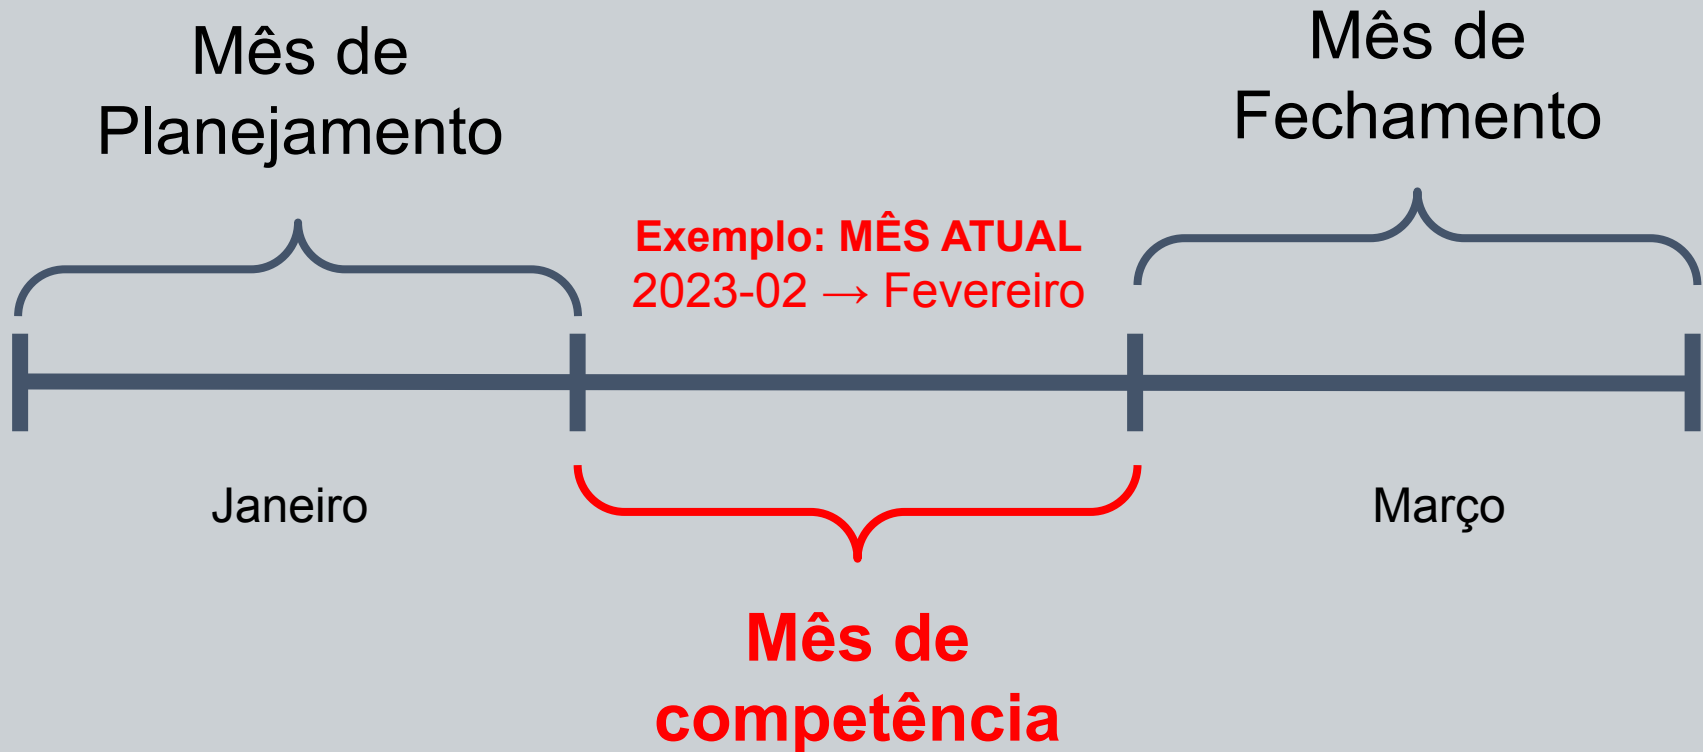 Mês de
Planejamento
Mês de
Fechamento
Exemplo: MÊS ATUAL
2023-02 → Fevereiro
Janeiro
Março
Mês de
competência